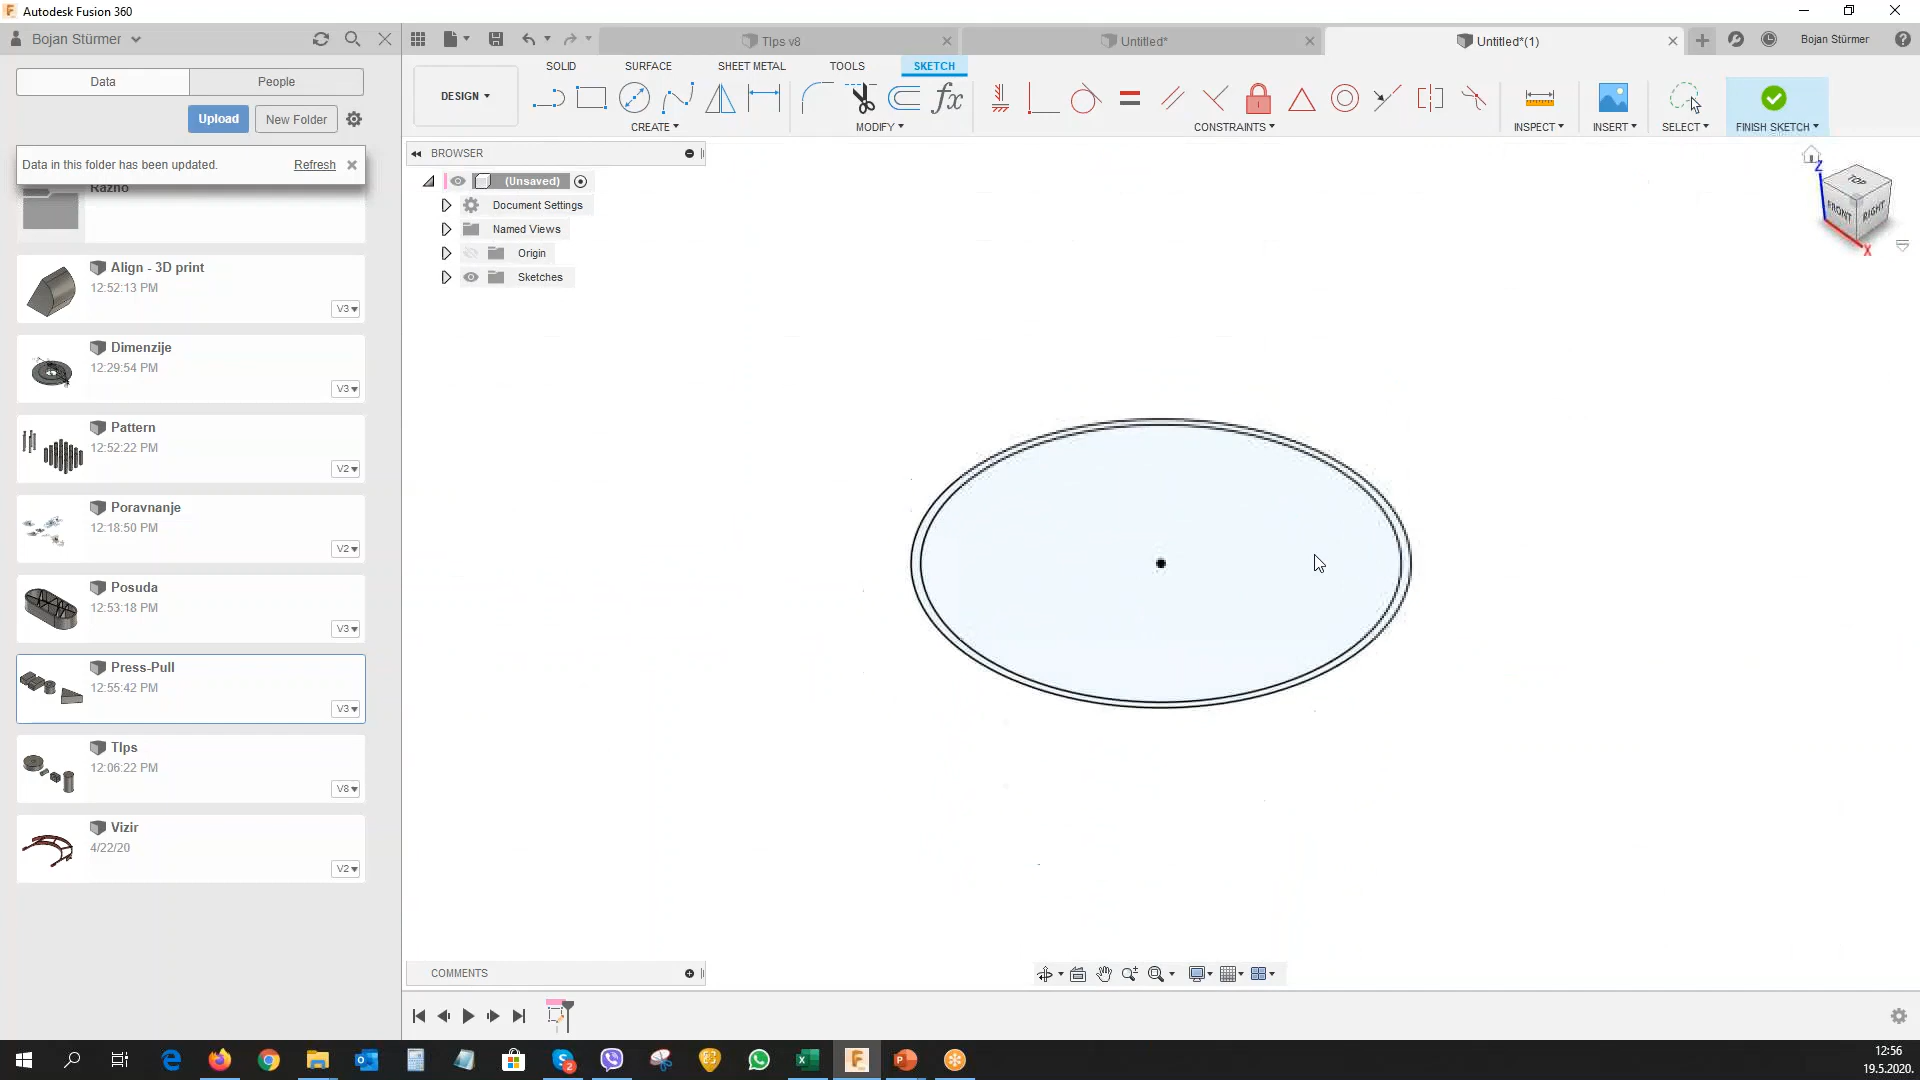 Autodesk Fusion 360
Bojan Stürmer
Data
People
Upload
New Folder
Data in this folder has been updated.
Refresh
Razno
Align - 3D print
12:52:13 PM
V3
Dimenzije
12:29:54 PM
V3
Pattern
12:52:22 PM
V2
Poravnanje
12:18:50 PM
V2
Posuda
12:53:18 PM
V3
Press-Pull
12:55:42 PM
V3
TIps
12:06:22 PM
V8
Vizir
4/22/20
V2
TIps v8
Untitled*
Untitled*(1)
Bojan Stürmer
SOLID
SURFACE
SHEET METAL
TOOLS
SKETCH
DESIGN
CREATE
MODIFY
CONSTRAINTS
INSPECT
INSERT
SELECT
FINISH SKETCH
BROWSER
(Unsaved)
Document Settings
Named Views
Origin
Sketches
TOP
FRONT
RIGHT
Z
X
COMMENTS
12:56
19.5.2020.